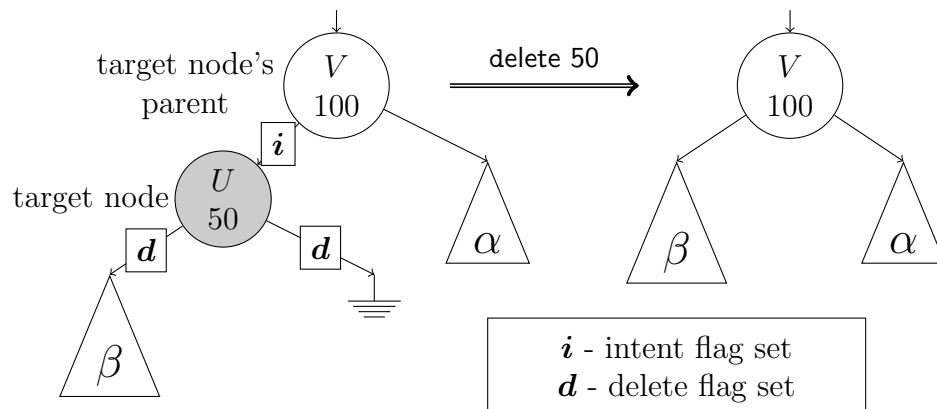 target node's
parent
V
100
i
target node
U
50
d
d
β
α
delete 50
V
100
β
α
i - intent flag set
d - delete flag set